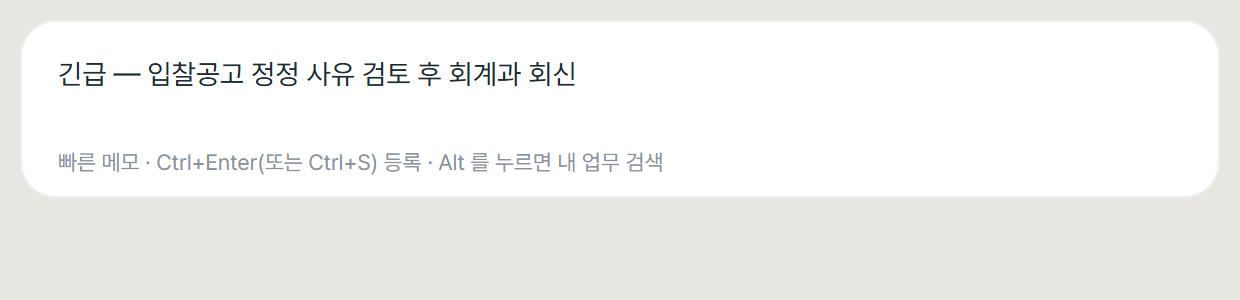 긴급 — 입찰공고 정정 사유 검토 후 회계과 회신
빠른 메모 · Ctrl+Enter(또는 Ctrl+S) 등록 · Alt 를 누르면 내 업무 검색